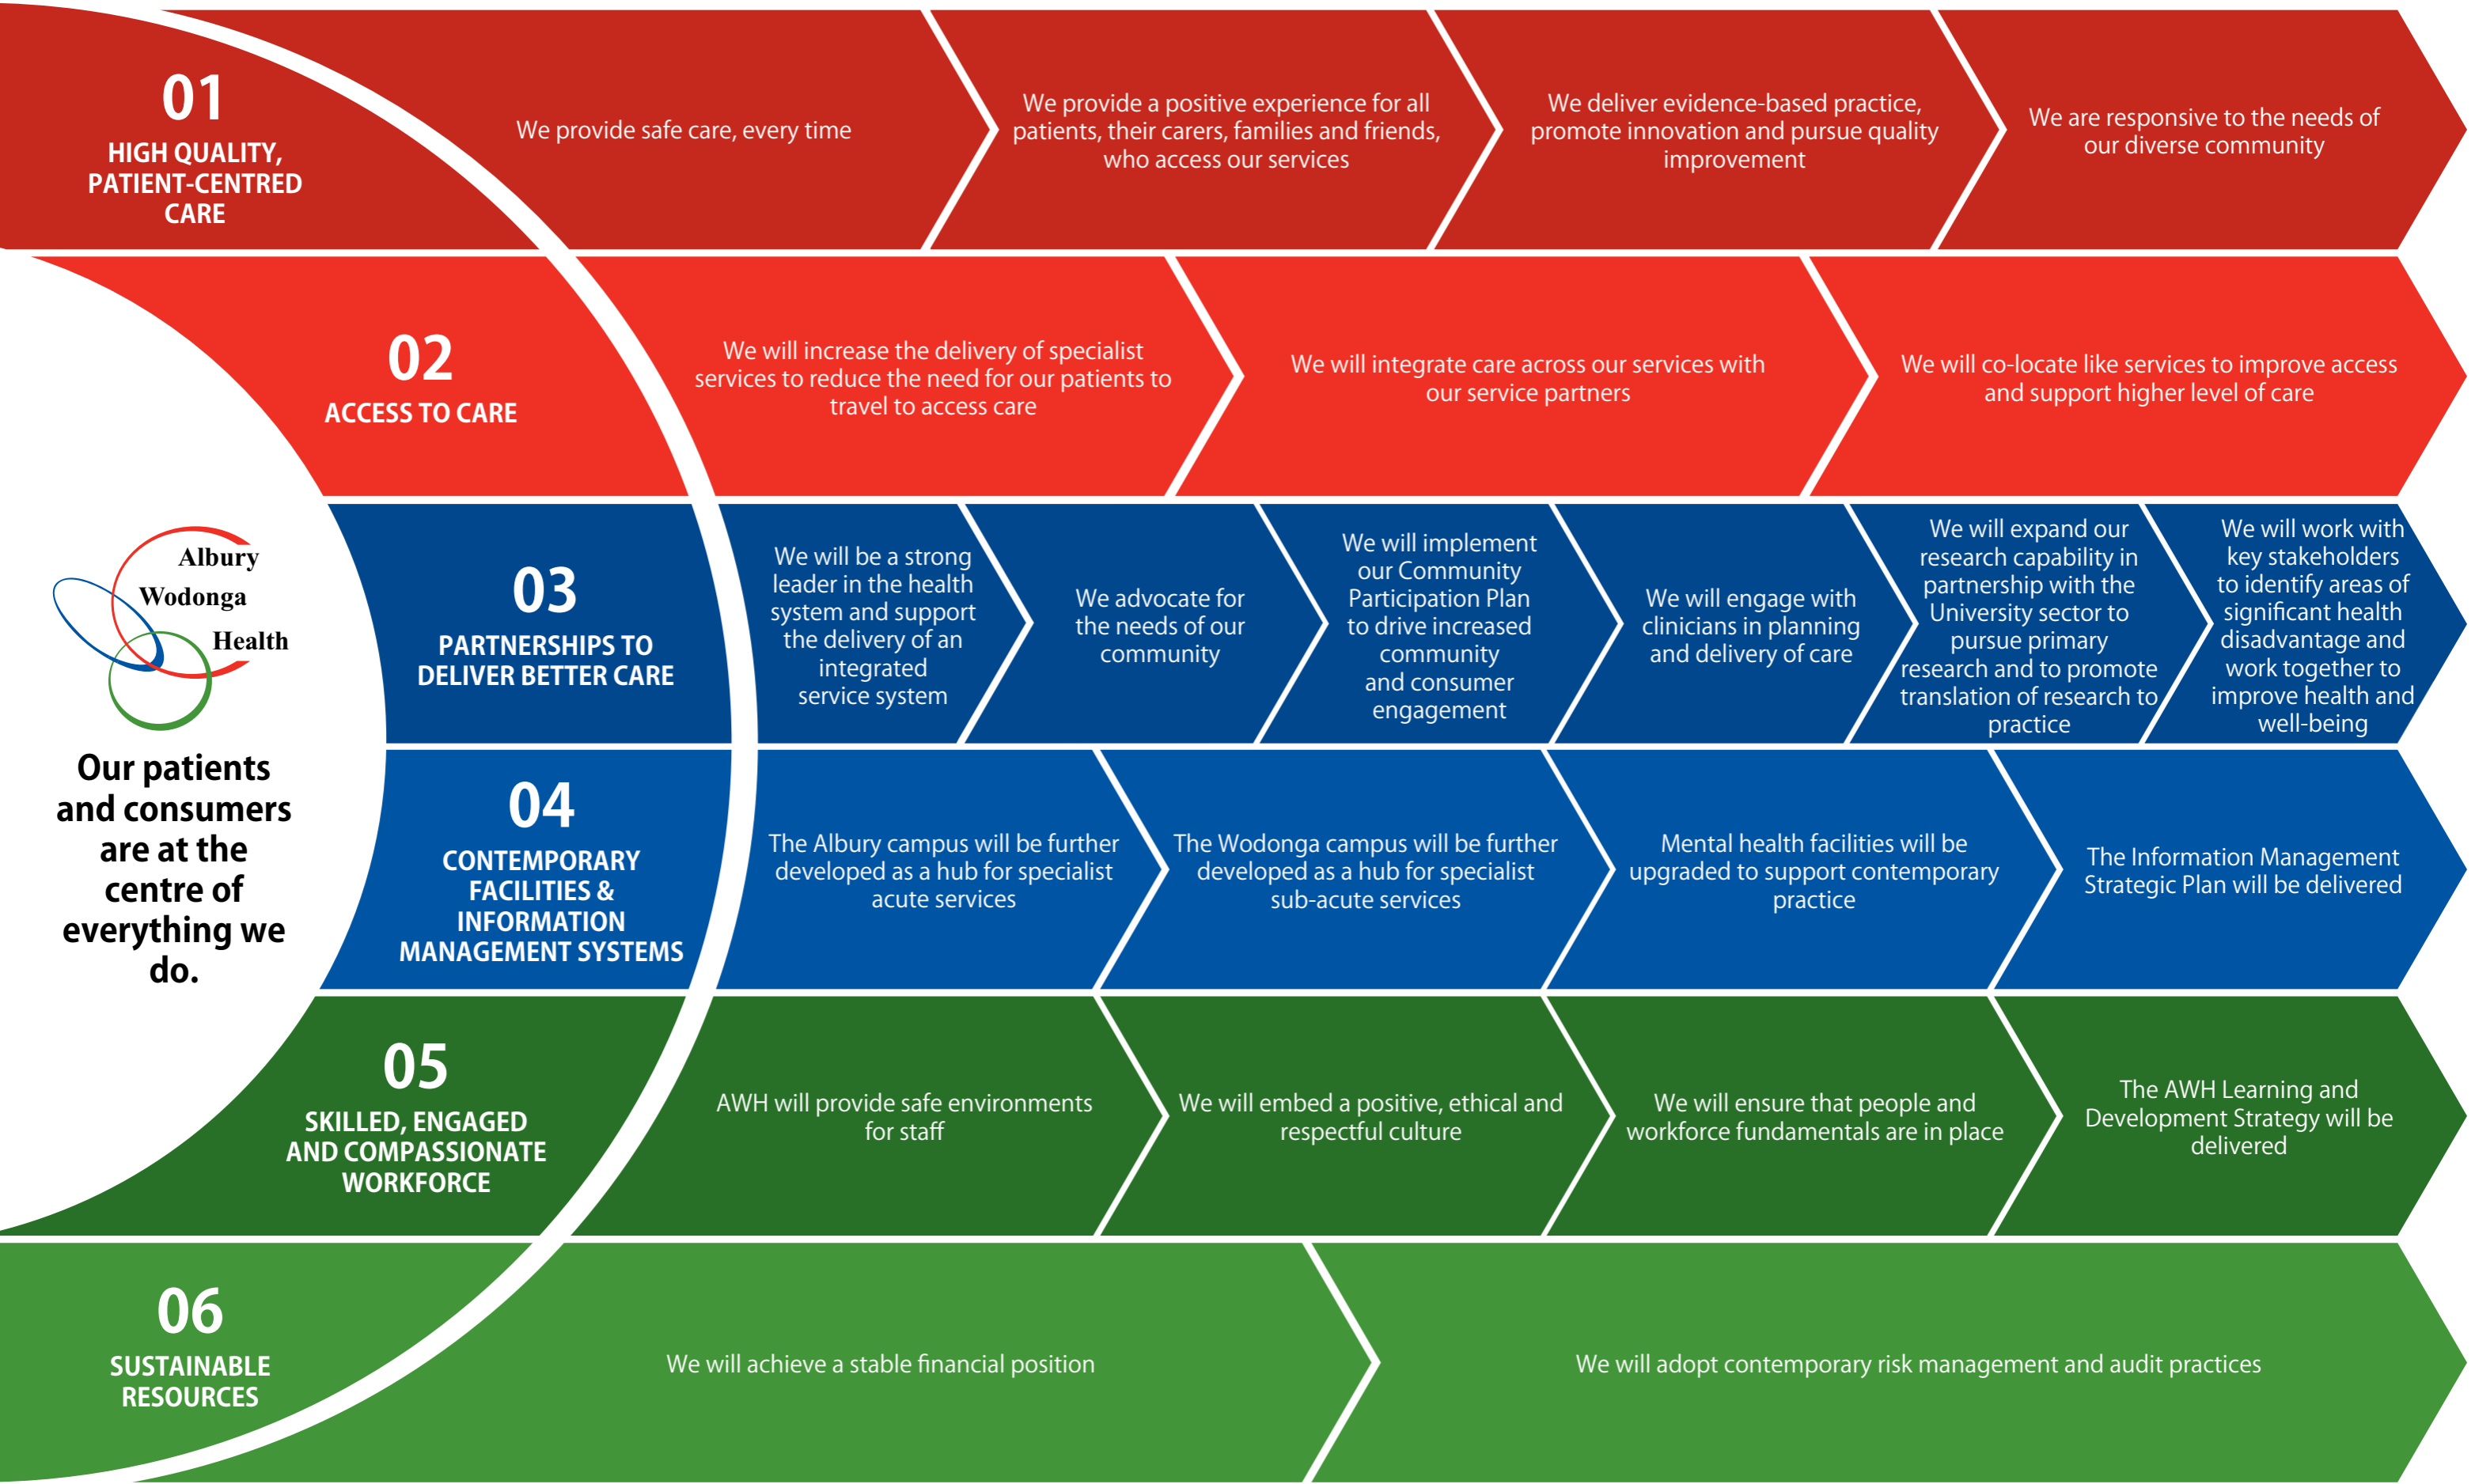 01
HIGH QUALITY,
PATIENT-CENTRED
CARE
We provide safe care, every time
We provide a positive experience for all
patients, their carers, families and friends,
who access our services
We deliver evidence-based practice,
promote innovation and pursue quality
improvement
We are responsive to the needs of
our diverse community
02
ACCESS TO CARE
We will increase the delivery of specialist
services to reduce the need for our patients to
travel to access care
We will integrate care across our services with
our service partners
We will co-locate like services to improve access
and support higher level of care
Albury
Wodonga
Health
Our patients
and consumers
are at the
centre of
everything we
do.
03
PARTNERSHIPS TO
DELIVER BETTER CARE
We will be a strong
leader in the health
system and support
the delivery of an
integrated
service system
We advocate for
the needs of our
community
We will implement
our Community
Participation Plan
to drive increased
community
and consumer
engagement
We will engage with
clinicians in planning
and delivery of care
We will expand our
research capability in
partnership with the
University sector to
pursue primary
research and to promote
translation of research to
practice
We will work with
key stakeholders
to identify areas of
significant health
disadvantage and
work together to
improve health and
well-being
04
CONTEMPORARY
FACILITIES &
INFORMATION
MANAGEMENT SYSTEMS
The Albury campus will be further
developed as a hub for specialist
acute services
The Wodonga campus will be further
developed as a hub for specialist
sub-acute services
Mental health facilities will be
upgraded to support contemporary
practice
The Information Management
Strategic Plan will be delivered
05
SKILLED, ENGAGED
AND COMPASSIONATE
WORKFORCE
AWH will provide safe environments
for staff
We will embed a positive, ethical and
respectful culture
We will ensure that people and
workforce fundamentals are in place
The AWH Learning and
Development Strategy will be
delivered
06
SUSTAINABLE
RESOURCES
We will achieve a stable financial position
We will adopt contemporary risk management and audit practices